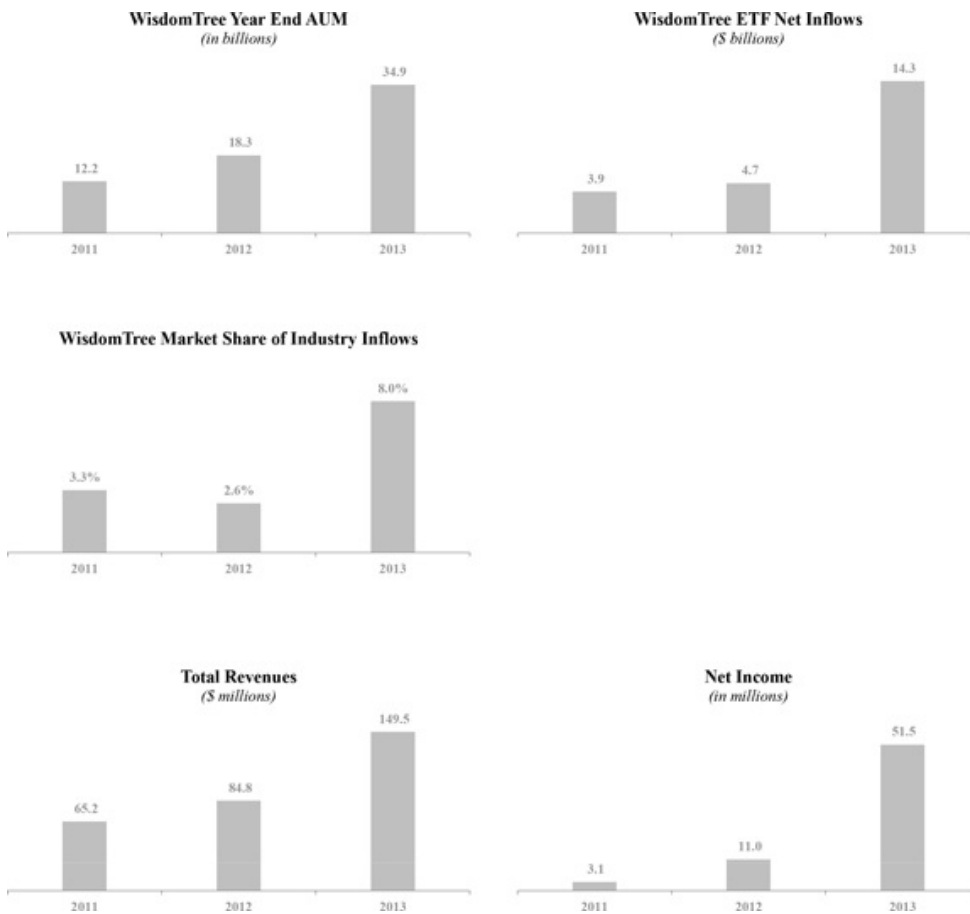 WisdomTree Year End AUM
(in billions)
34.9
18.3
12.2
2011 2012 2013
WisdomTree ETF Net Inflows
($ billions)
14.3
4.7
3.9
2011 2012 2013
WisdomTree Market Share of Industry Inflows
8.0%
3.3%
2.6%
2011 2012 2013
Total Revenues
($ millions)
149.5
84.8
65.2
2011 2012 2013
Net Income
(in millions)
51.5
11.0
3.1
2011 2012 2013